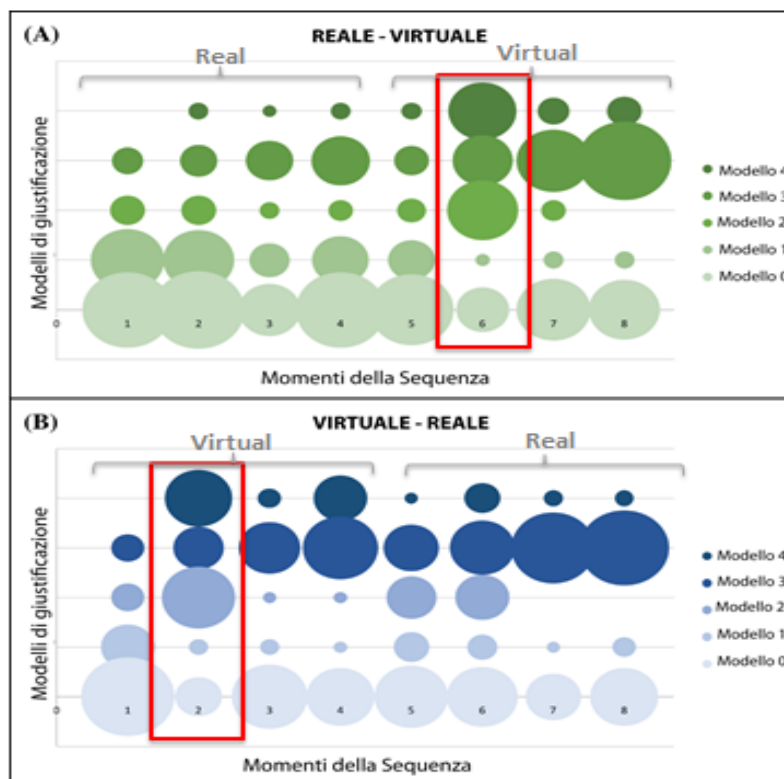 (A)
REALE - VIRTUALE
Real
Virtual
Modelli di giustificazione
Modello 4
Modello 3
Modello 2
Modello 1
Modello 0
0 1 2 3 4 5 6 7 8
Momenti della Sequenza
(B)
VIRTUALE - REALE
Virtual
Real
Modelli di giustificazione
Modello 4
Modello 3
Modello 2
Modello 1
Modello 0
0 1 2 3 4 5 6 7 8
Momenti della Sequenza